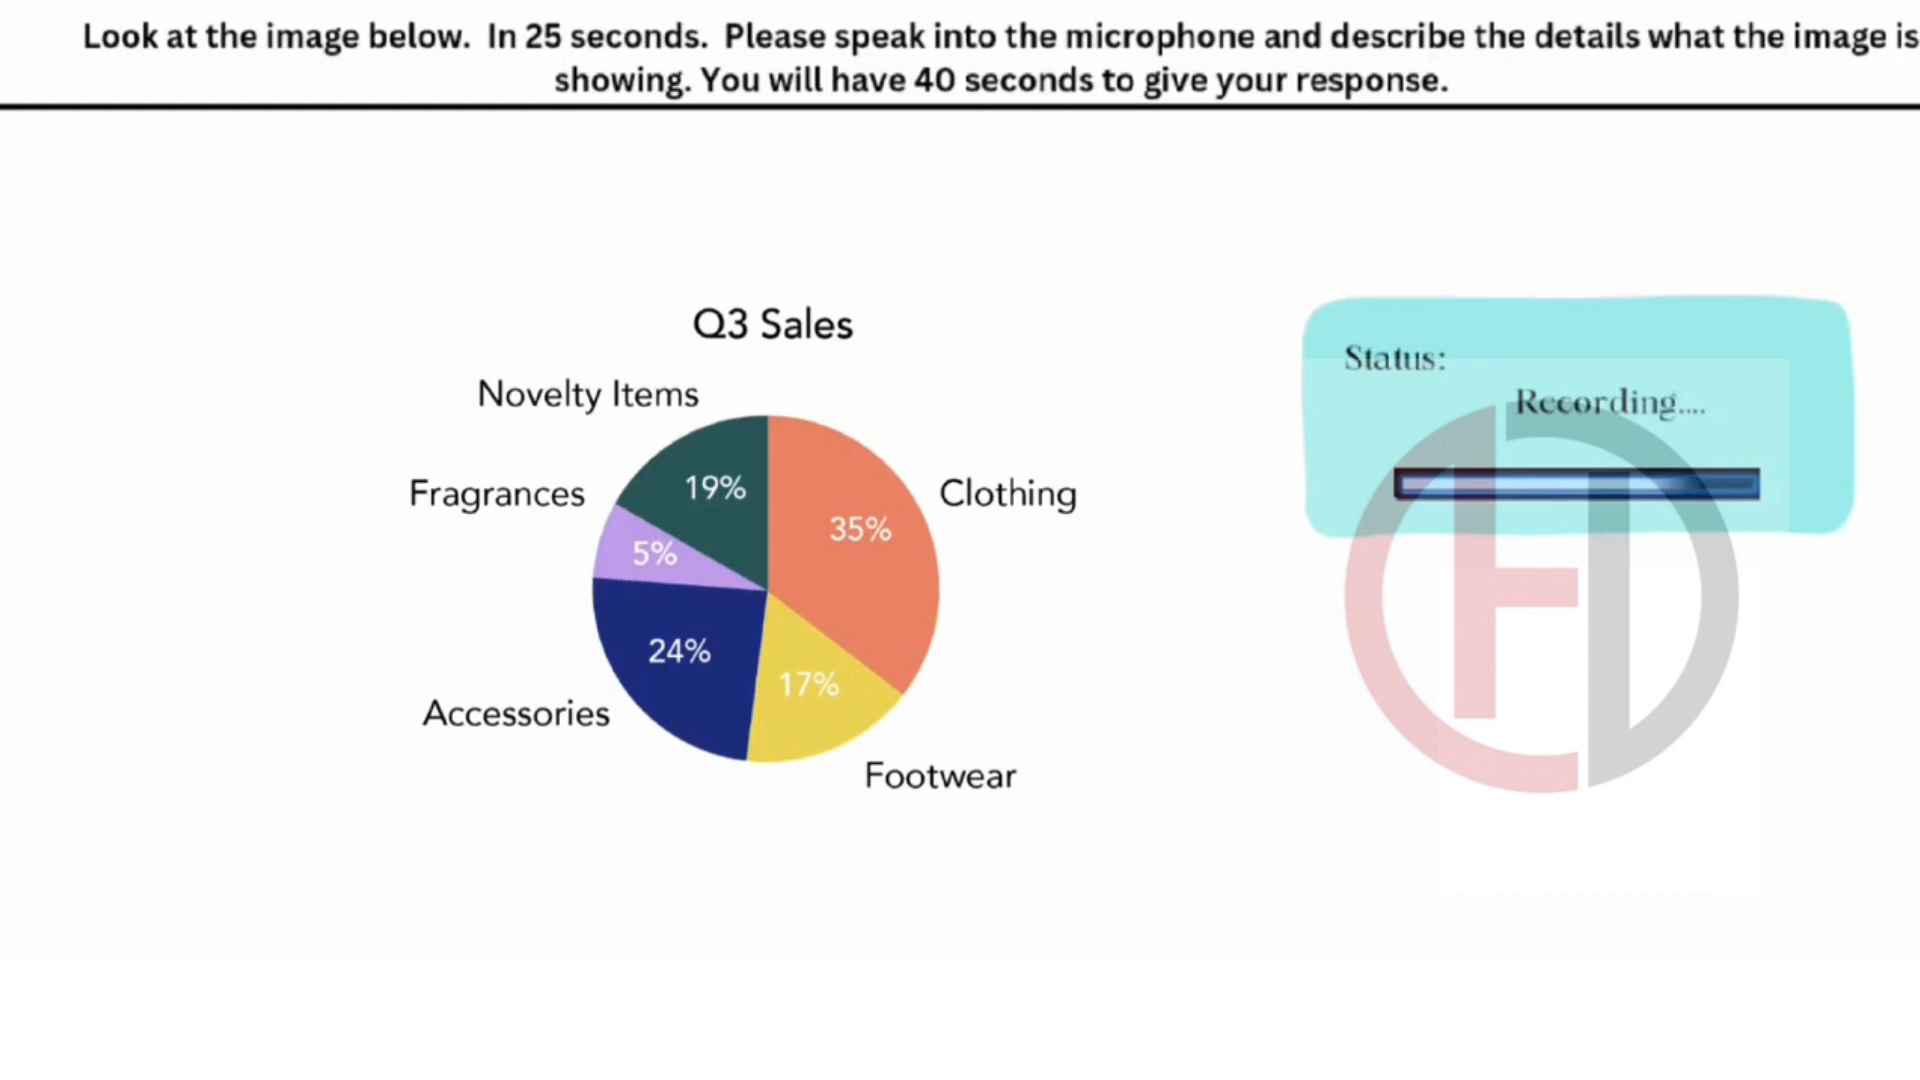 Look at the image below. In 25 seconds. Please speak into the microphone and describe the details what the image is
showing. You will have 40 seconds to give your response.
Q3 Sales
Novelty Items
19%
Fragrances
5%
Clothing
35%
Accessories
24%
Footwear
17%
Status:
Recording....